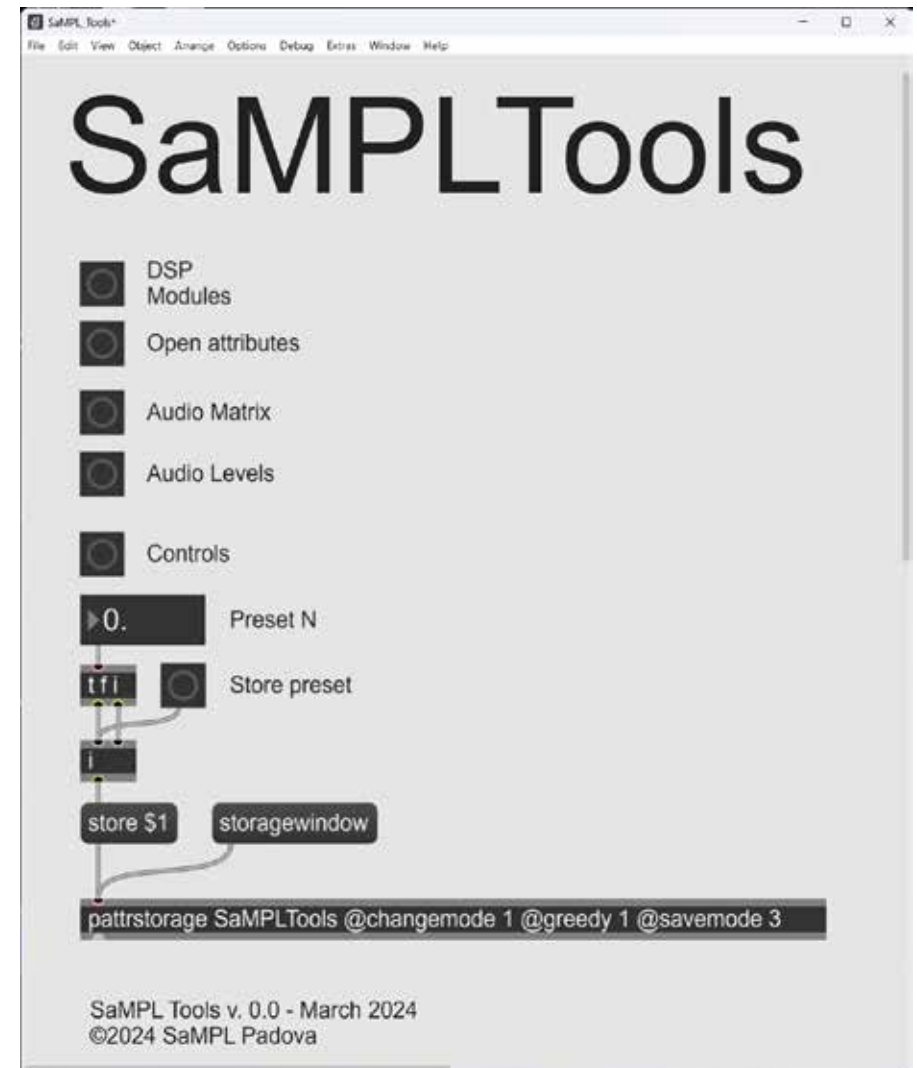 SaMPL_Tools*
File Edit View Object Arrange Options Debug Extras Window Help
SaMPLTools
DSP
Modules
Open attributes
Audio Matrix
Audio Levels
Controls
0. Preset N
t f i Store preset
i
store $1 storagewindow
pattrstorage SaMPLTools @changemode 1 @greedy 1 @savemode 3
SaMPL Tools v. 0.0 - March 2024
©2024 SaMPL Padova